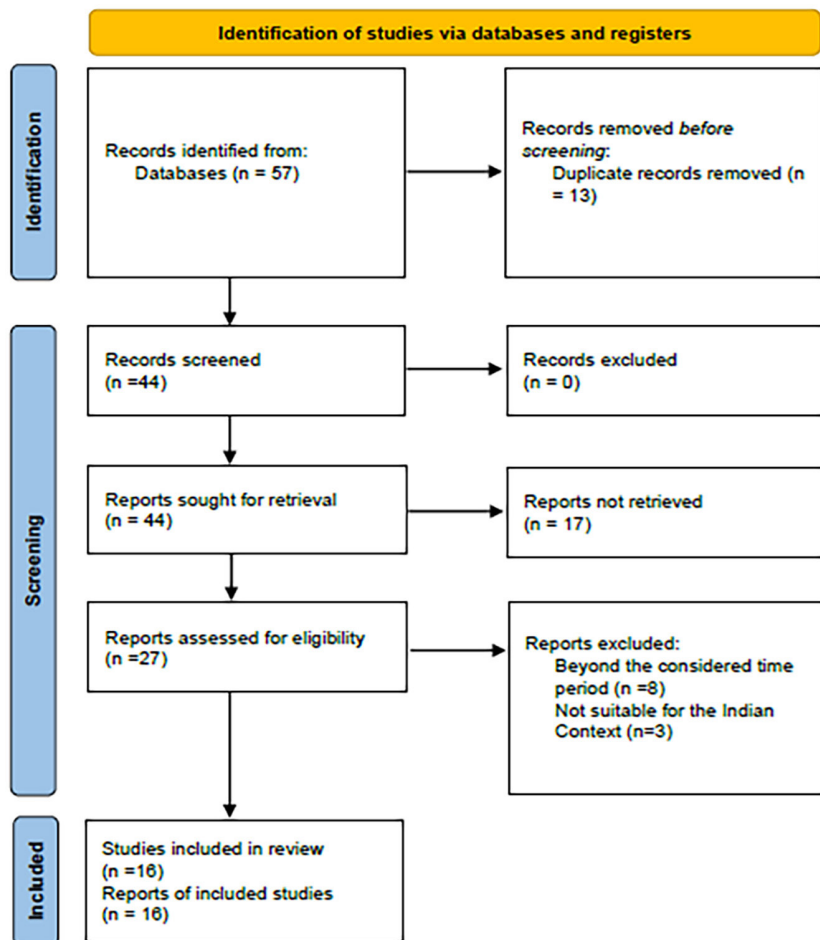 Identification of studies via databases and registers
Identification
Records identified from:
Databases (n = 57)
Records removed before
screening:
Duplicate records removed (n
= 13)
Screening
Records screened
(n =44)
Records excluded
(n = 0)
Reports sought for retrieval
(n = 44)
Reports not retrieved
(n = 17)
Reports assessed for eligibility
(n =27)
Reports excluded:
Beyond the considered time
period (n =8)
Not suitable for the Indian
Context (n=3)
Included
Studies included in review
(n =16)
Reports of included studies
(n = 16)